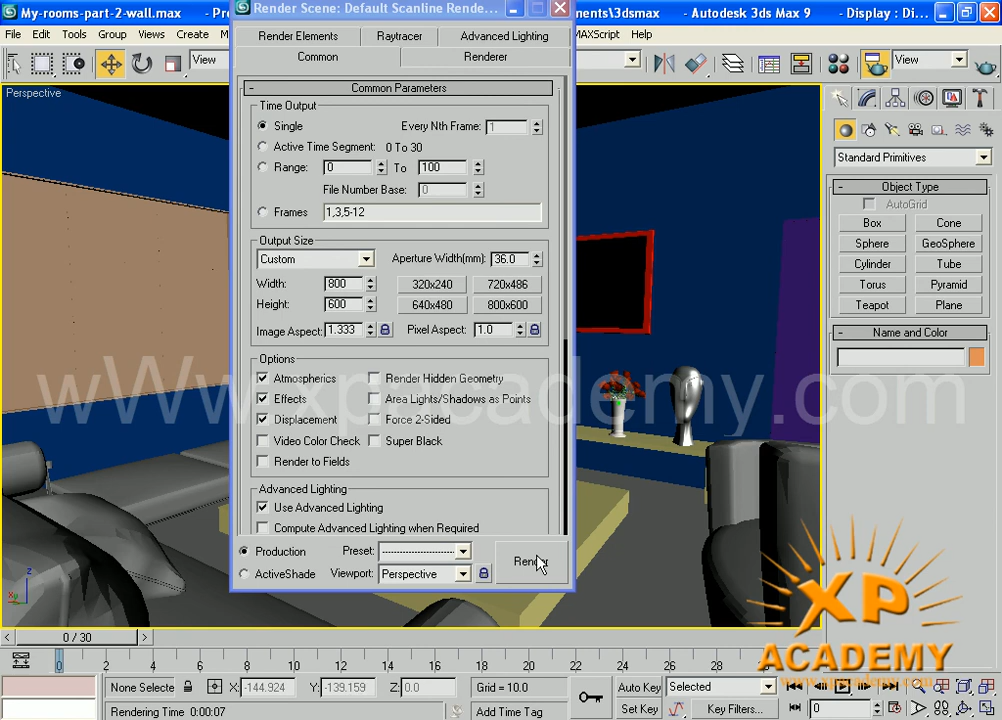 My-rooms-part-2-wall.max
- Pr
Render Scene: Default Scanline Rende...
ments\3dsmax
- Autodesk 3ds Max 9
- Display : Di...
File Edit Tools Group Views Create
MAXScript Help
View
View
Perspective
Render Elements Raytracer Advanced Lighting
Common Renderer
- Common Parameters
Time Output
Single Every Nth Frame: 1
Active Time Segment: 0 To 30
Range: 0 To 100
File Number Base: 0
Frames 1,3,5-12
Output Size
Custom Aperture Width(mm): 36.0
Width: 800 320x240 720x486
Height: 600 640x480 800x600
Image Aspect: 1.333 Pixel Aspect: 1.0
Options
Atmospherics Render Hidden Geometry
Effects Area Lights/Shadows as Points
Displacement Force 2-Sided
Video Color Check Super Black
Render to Fields
Advanced Lighting
Use Advanced Lighting
Compute Advanced Lighting when Required
Production Preset: --------------------
ActiveShade Viewport: Perspective
Render
Standard Primitives
- Object Type
AutoGrid
Box Cone
Sphere GeoSphere
Cylinder Tube
Torus Pyramid
Teapot Plane
- Name and Color
wWw.xpacademy.com
XP
ACADEMY
z
x y
< 0 / 30 >
0 2 4 6 8 10 12 14 16 18 20 22 24 26 28 30
None Selecte X: -144.924 Y: -139.159 Z: 0.0 Grid = 10.0 Auto Key Selected
Rendering Time 0:00:07 Add Time Tag Set Key Key Filters... 0